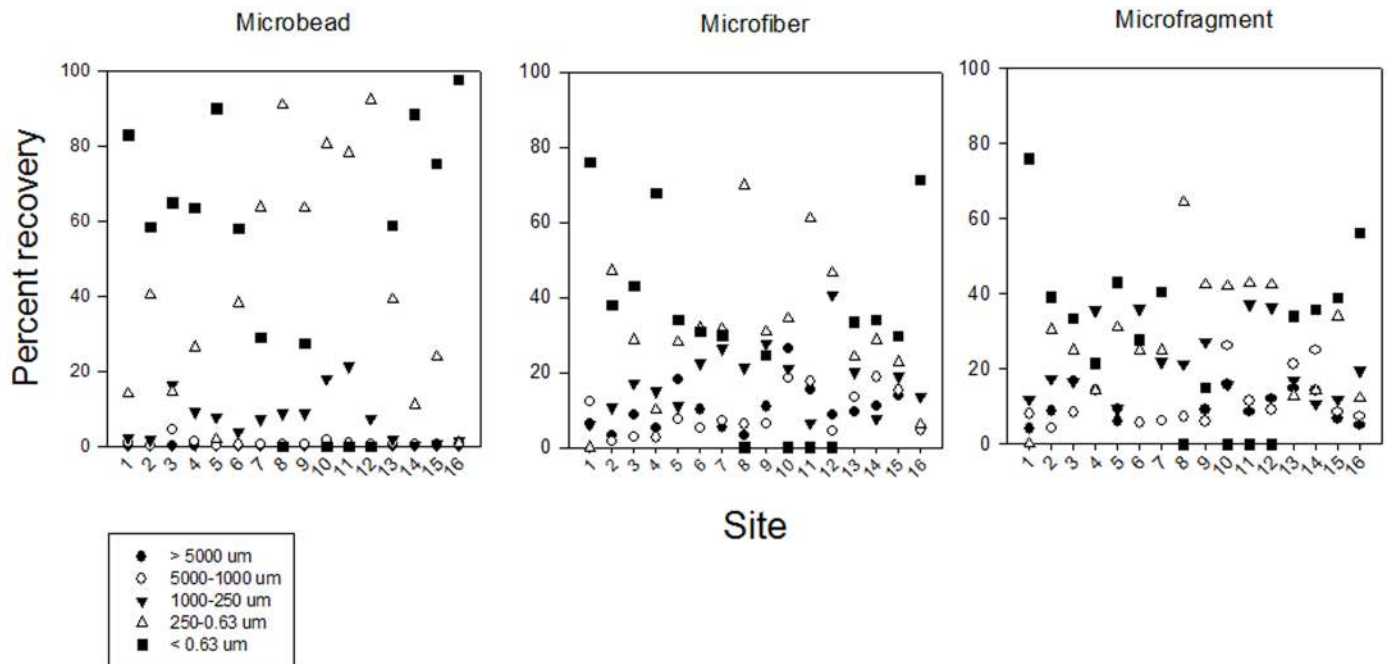 Microbead
Microfiber
Microfragment
Percent recovery
100
80
60
40
20
0
1 2 3 4 5 6 7 8 9 10 11 12 13 14 15 16
100
80
60
40
20
0
1 2 3 4 5 6 7 8 9 10 11 12 13 14 15 16
100
80
60
40
20
0
1 2 3 4 5 6 7 8 9 10 11 12 13 14 15 16
Site
> 5000 um
5000-1000 um
1000-250 um
250-0.63 um
< 0.63 um